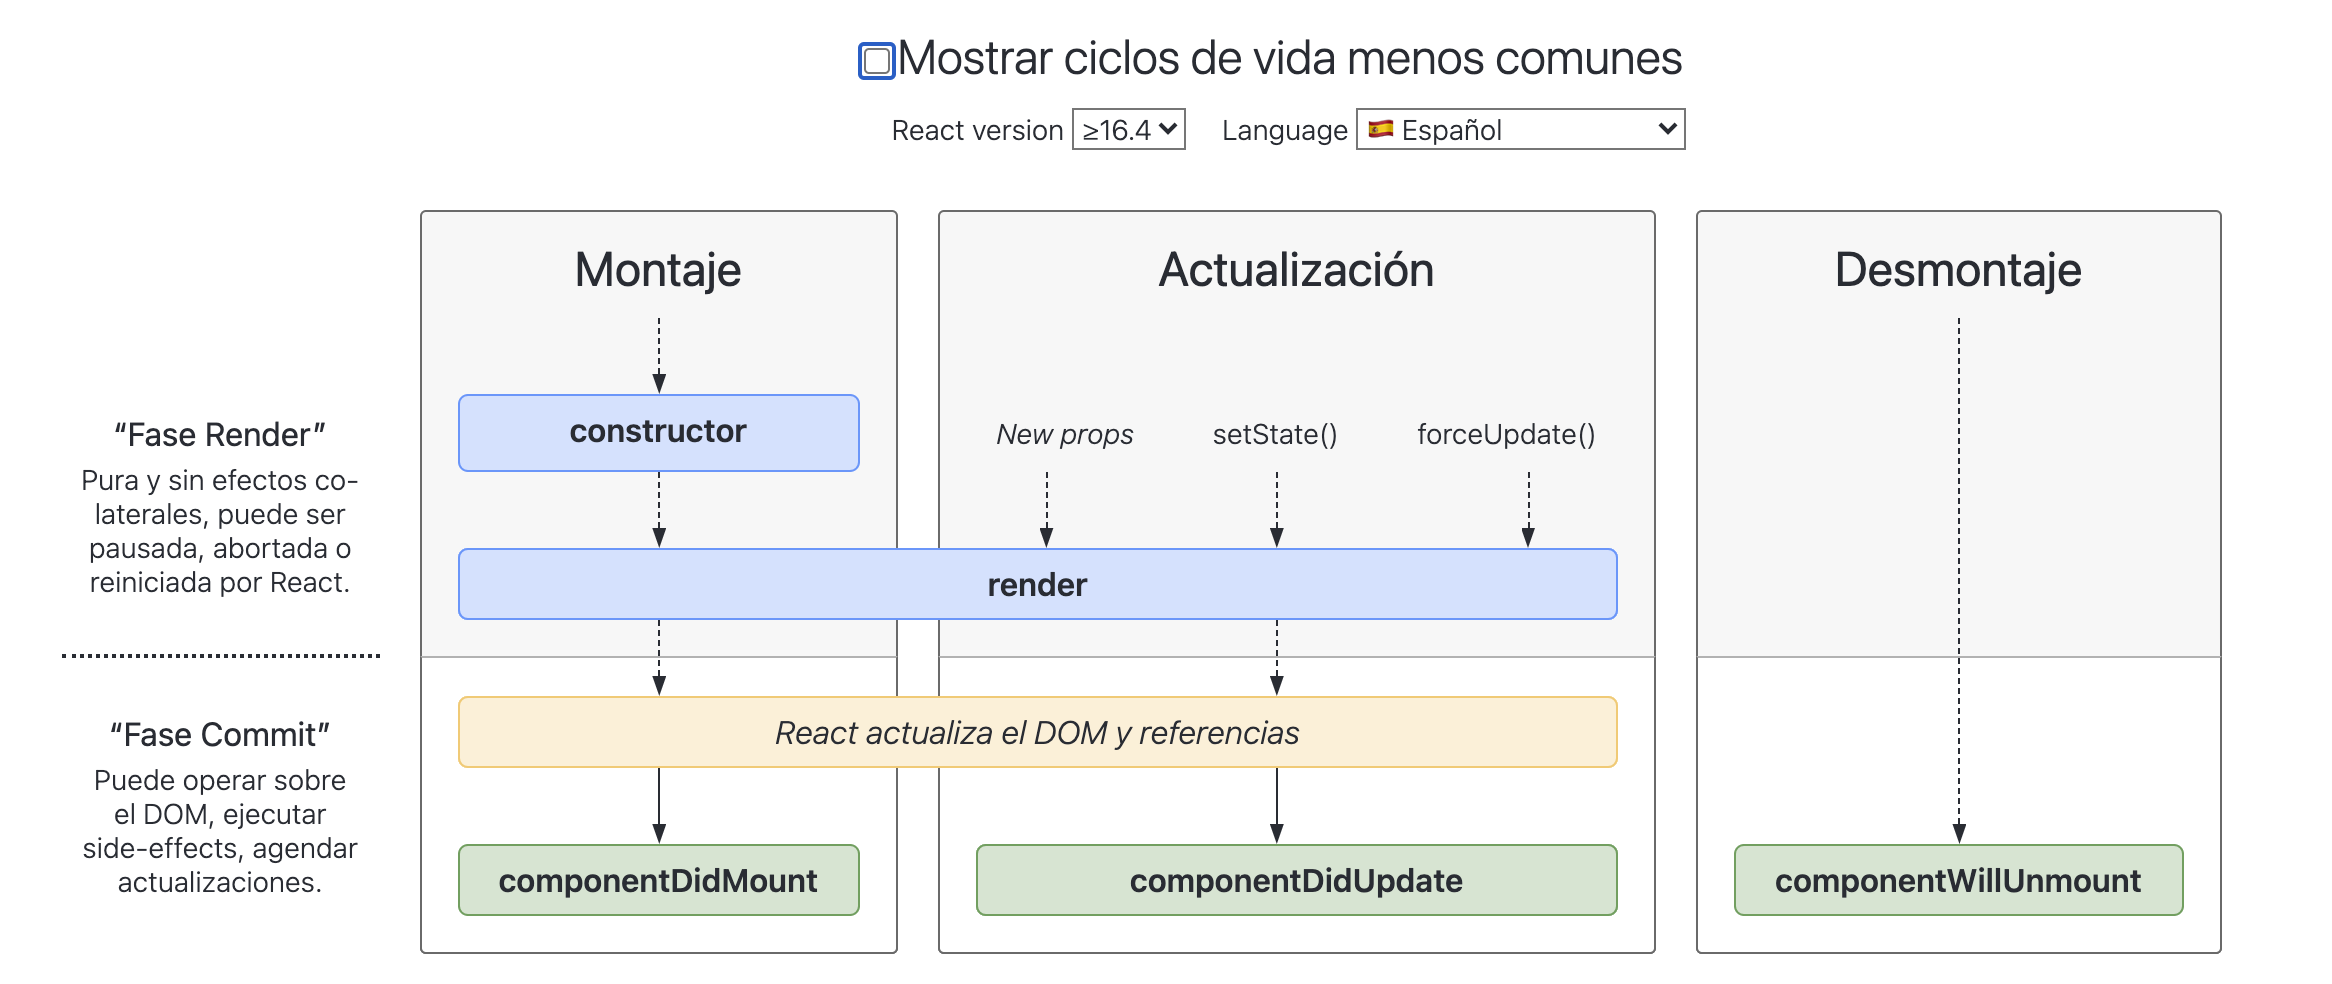 Mostrar ciclos de vida menos comunes
React version ≥16.4 Language 🇪🇸 Español
Montaje
Actualización
Desmontaje
“Fase Render”
Pura y sin efectos co-
laterales, puede ser
pausada, abortada o
reiniciada por React.
constructor
New props
setState()
forceUpdate()
render
“Fase Commit”
Puede operar sobre
el DOM, ejecutar
side-effects, agendar
actualizaciones.
React actualiza el DOM y referencias
componentDidMount
componentDidUpdate
componentWillUnmount